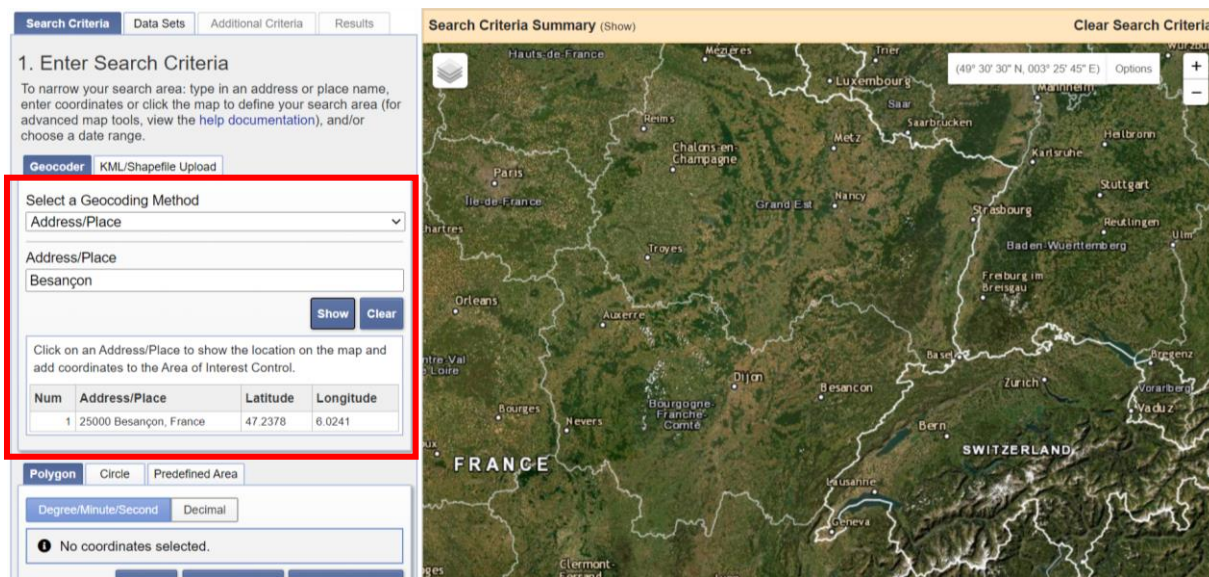 Search Criteria
Data Sets
Additional Criteria
Results
1. Enter Search Criteria
To narrow your search area: type in an address or place name,
enter coordinates or click the map to define your search area (for
advanced map tools, view the help documentation), and/or
choose a date range.
Geocoder
KML/Shapefile Upload
Select a Geocoding Method
Address/Place
Address/Place
Besançon
Show
Clear
Click on an Address/Place to show the location on the map and
add coordinates to the Area of Interest Control.
Num Address/Place Latitude Longitude
1 25000 Besançon, France 47.2378 6.0241
Polygon
Circle
Predefined Area
Degree/Minute/Second
Decimal
No coordinates selected.
Search Criteria Summary (Show)
Clear Search Criteria
(49° 30' 30" N, 003° 25' 45" E)
Options
+
−
Hauts-de-France
Mézières
Trier
Luxembourg
Mannheim
Saar
Saarbrücken
Reims
Metz
Heilbronn
Chalons-en-
Champagne
Karlsruhe
Paris
Ile-de-France
Stuttgart
Grand Est
Nancy
Strasbourg
Reutlingen
Ulm
hartres
Troyes
Baden-Wuerttemberg
Freiburg im
Breisgau
Orleans
Auxerre
ntre-Val
e Loire
Basel
Bregenz
Dijon
Besancon
Zurich
Vorarlberg
Bourges
Bourgogne-
Franche-
Comté
Nevers
Vaduz
Bern
FRANCE
SWITZERLAND
Lausanne
Geneva
Clermont-
Ferrand